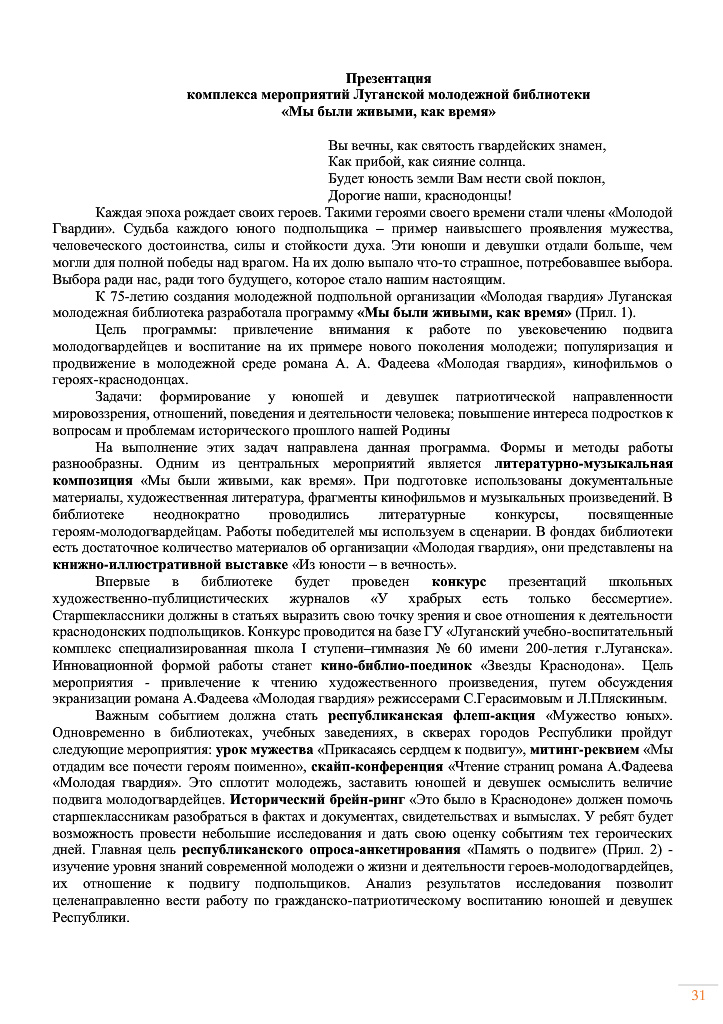 Презентация
комплекса мероприятий Луганской молодежной библиотеки
«Мы были живыми, как время»
Вы вечны, как святость гвардейских знамен,
Как прибой, как сияние солнца.
Будет юность земли Вам нести свой поклон,
Дорогие наши, краснодонцы!
Каждая эпоха рождает своих героев. Такими героями своего времени стали члены «Молодой
Гвардии». Судьба каждого юного подпольщика – пример наивысшего проявления мужества,
человеческого достоинства, силы и стойкости духа. Эти юноши и девушки отдали больше, чем
могли для полной победы над врагом. На их долю выпало что-то страшное, потребовавшее выбора.
Выбора ради нас, ради того будущего, которое стало нашим настоящим.
К 75-летию создания молодежной подпольной организации «Молодая гвардия» Луганская
молодежная библиотека разработала программу «Мы были живыми, как время» (Прил. 1).
Цель программы: привлечение внимания к работе по увековечению подвига
молодогвардейцев и воспитание на их примере нового поколения молодежи; популяризация и
продвижение в молодежной среде романа А. А. Фадеева «Молодая гвардия», кинофильмов о
героях-краснодонцах.
Задачи: формирование у юношей и девушек патриотической направленности
мировоззрения, отношений, поведения и деятельности человека; повышение интереса подростков к
вопросам и проблемам исторического прошлого нашей Родины
На выполнение этих задач направлена данная программа. Формы и методы работы
разнообразны. Одним из центральных мероприятий является литературно-музыкальная
композиция «Мы были живыми, как время». При подготовке использованы документальные
материалы, художественная литература, фрагменты кинофильмов и музыкальных произведений. В
библиотеке неоднократно проводились литературные конкурсы, посвященные
героям-молодогвардейцам. Работы победителей мы используем в сценарии. В фондах библиотеки
есть достаточное количество материалов об организации «Молодая гвардия», они представлены на
книжно-иллюстративной выставке «Из юности – в вечность».
Впервые в библиотеке будет проведен конкурс презентаций школьных
художественно-публицистических журналов «У храбрых есть только бессмертие».
Старшеклассники должны в статьях выразить свою точку зрения и свое отношения к деятельности
краснодонских подпольщиков. Конкурс проводится на базе ГУ «Луганский учебно-воспитательный
комплекс специализированная школа I ступени–гимназия № 60 имени 200-летия г.Луганска».
Инновационной формой работы станет кино-библио-поединок «Звезды Краснодона». Цель
мероприятия - привлечение к чтению художественного произведения, путем обсуждения
экранизации романа А.Фадеева «Молодая гвардия» режиссерами С.Герасимовым и Л.Пляскиным.
Важным событием должна стать республиканская флеш-акция «Мужество юных».
Одновременно в библиотеках, учебных заведениях, в скверах городов Республики пройдут
следующие мероприятия: урок мужества «Прикасаясь сердцем к подвигу», митинг-реквием «Мы
отдадим все почести героям поименно», скайп-конференция «Чтение страниц романа А.Фадеева
«Молодая гвардия». Это сплотит молодежь, заставить юношей и девушек осмыслить величие
подвига молодогвардейцев. Исторический брейн-ринг «Это было в Краснодоне» должен помочь
старшеклассникам разобраться в фактах и документах, свидетельствах и вымыслах. У ребят будет
возможность провести небольшие исследования и дать свою оценку событиям тех героических
дней. Главная цель республиканского опроса-анкетирования «Память о подвиге» (Прил. 2) -
изучение уровня знаний современной молодежи о жизни и деятельности героев-молодогвардейцев,
их отношение к подвигу подпольщиков. Анализ результатов исследования позволит
целенаправленно вести работу по гражданско-патриотическому воспитанию юношей и девушек
Республики.
31